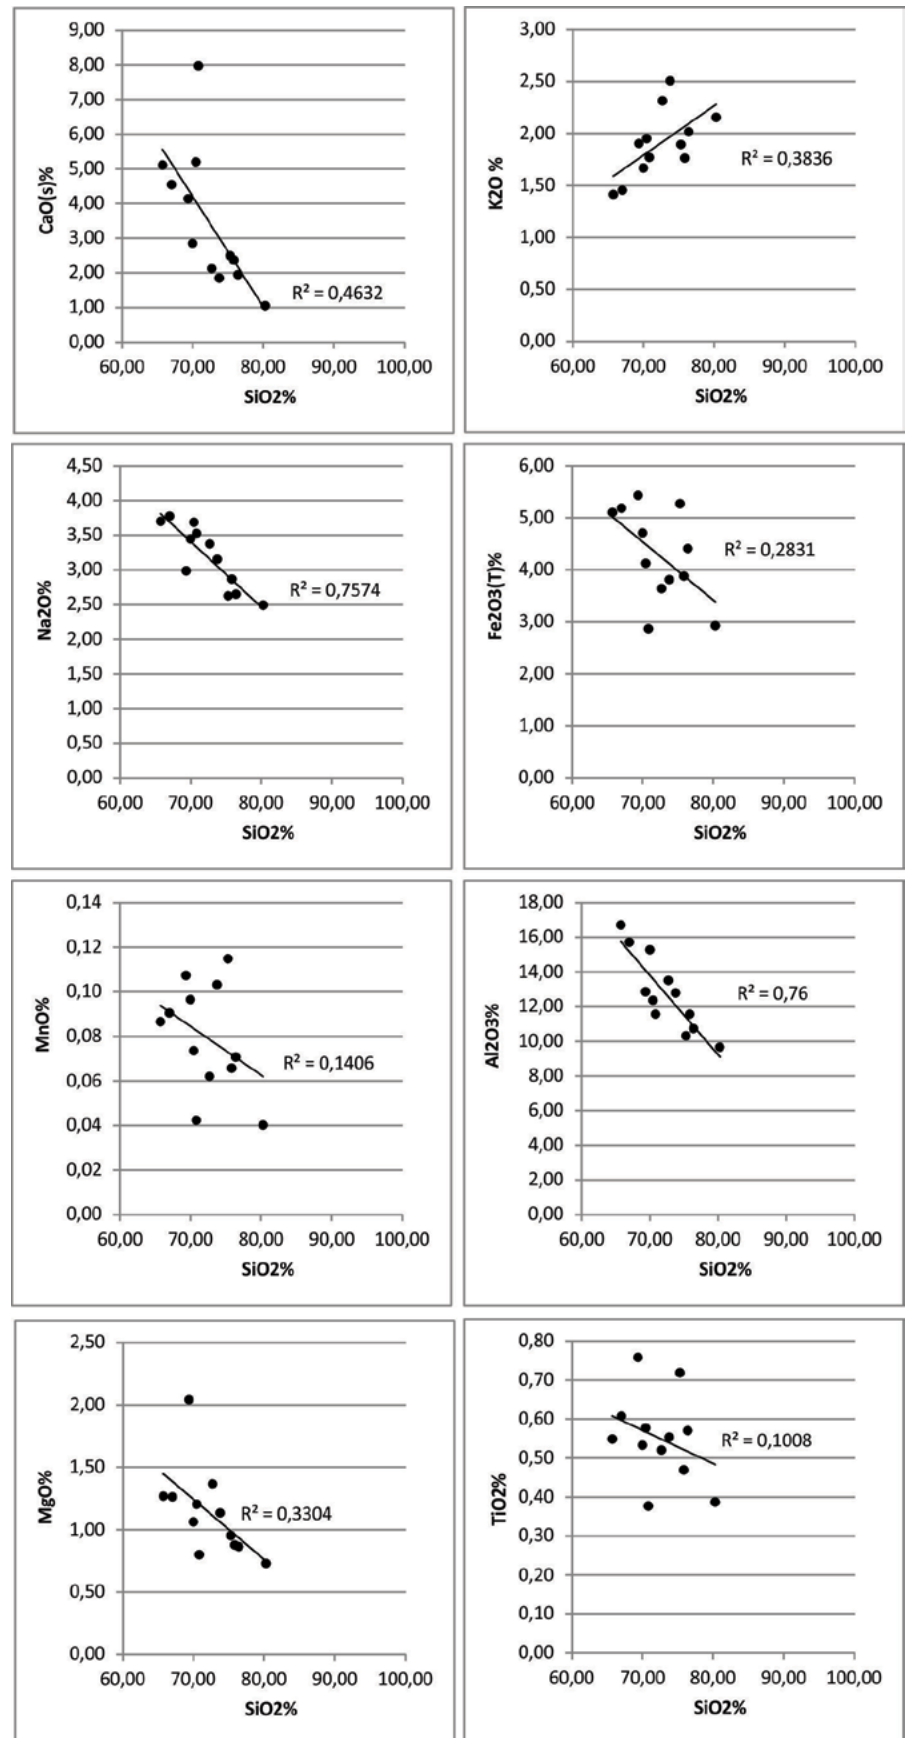 9,00
8,00
7,00
6,00
5,00
4,00
3,00
2,00
1,00
0,00
CaO(s)%
R² = 0,4632
60,00 70,00 80,00 90,00 100,00
SiO2%
3,00
2,50
2,00
1,50
1,00
0,50
0,00
K2O %
R² = 0,3836
60,00 70,00 80,00 90,00 100,00
SiO2%
4,50
4,00
3,50
3,00
2,50
2,00
1,50
1,00
0,50
0,00
Na2O%
R² = 0,7574
60,00 70,00 80,00 90,00 100,00
SiO2%
6,00
5,00
4,00
3,00
2,00
1,00
0,00
Fe2O3(T)%
R² = 0,2831
60,00 70,00 80,00 90,00 100,00
SiO2%
0,14
0,12
0,10
0,08
0,06
0,04
0,02
0,00
MnO%
R² = 0,1406
60,00 70,00 80,00 90,00 100,00
SiO2%
18,00
16,00
14,00
12,00
10,00
8,00
6,00
4,00
2,00
0,00
Al2O3%
R² = 0,76
60,00 70,00 80,00 90,00 100,00
SiO2%
2,50
2,00
1,50
1,00
0,50
0,00
MgO%
R² = 0,3304
60,00 70,00 80,00 90,00 100,00
SiO2%
0,80
0,70
0,60
0,50
0,40
0,30
0,20
0,10
0,00
TiO2%
R² = 0,1008
60,00 70,00 80,00 90,00 100,00
SiO2%